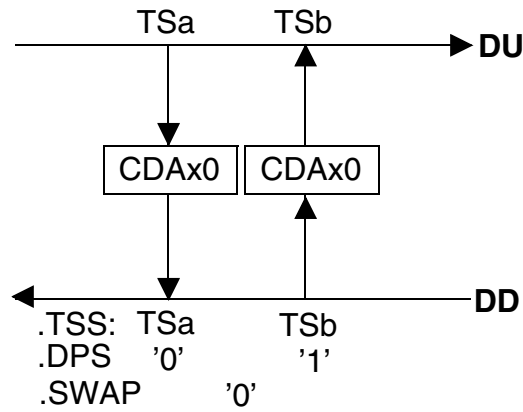 TSa TSb
DU
CDAx0 CDAx0
DD
.TSS: TSa TSb
.DPS '0' '1'
.SWAP '0'